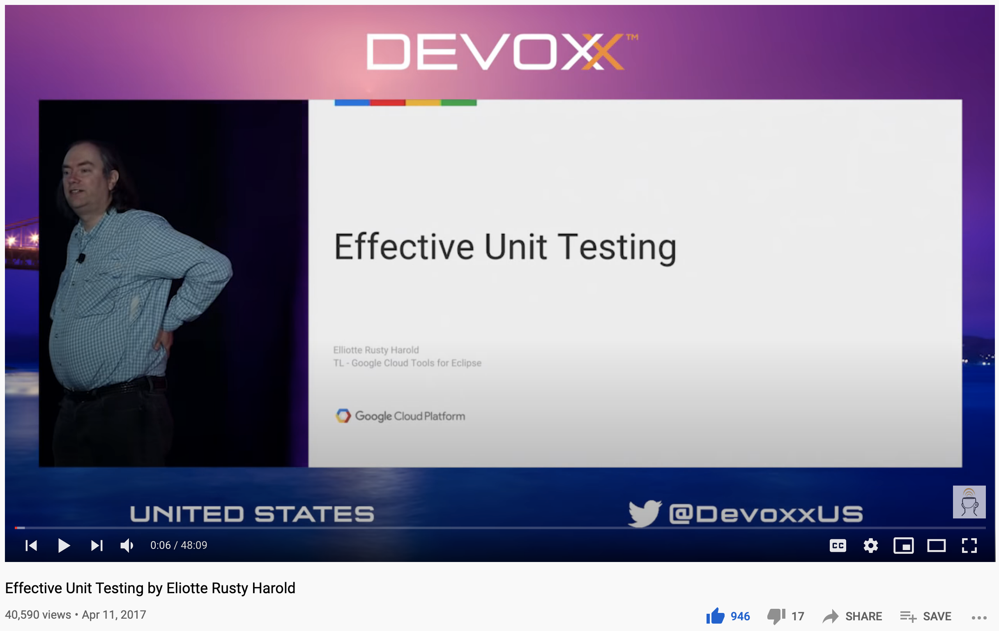 DEVOXX™
Effective Unit Testing
Elliotte Rusty Harold
TL - Google Cloud Tools for Eclipse
Google Cloud Platform
UNITED STATES
@DevoxxUS
0:06 / 48:09
CC
Effective Unit Testing by Eliotte Rusty Harold
40,590 views • Apr 11, 2017
946
17
SHARE
SAVE